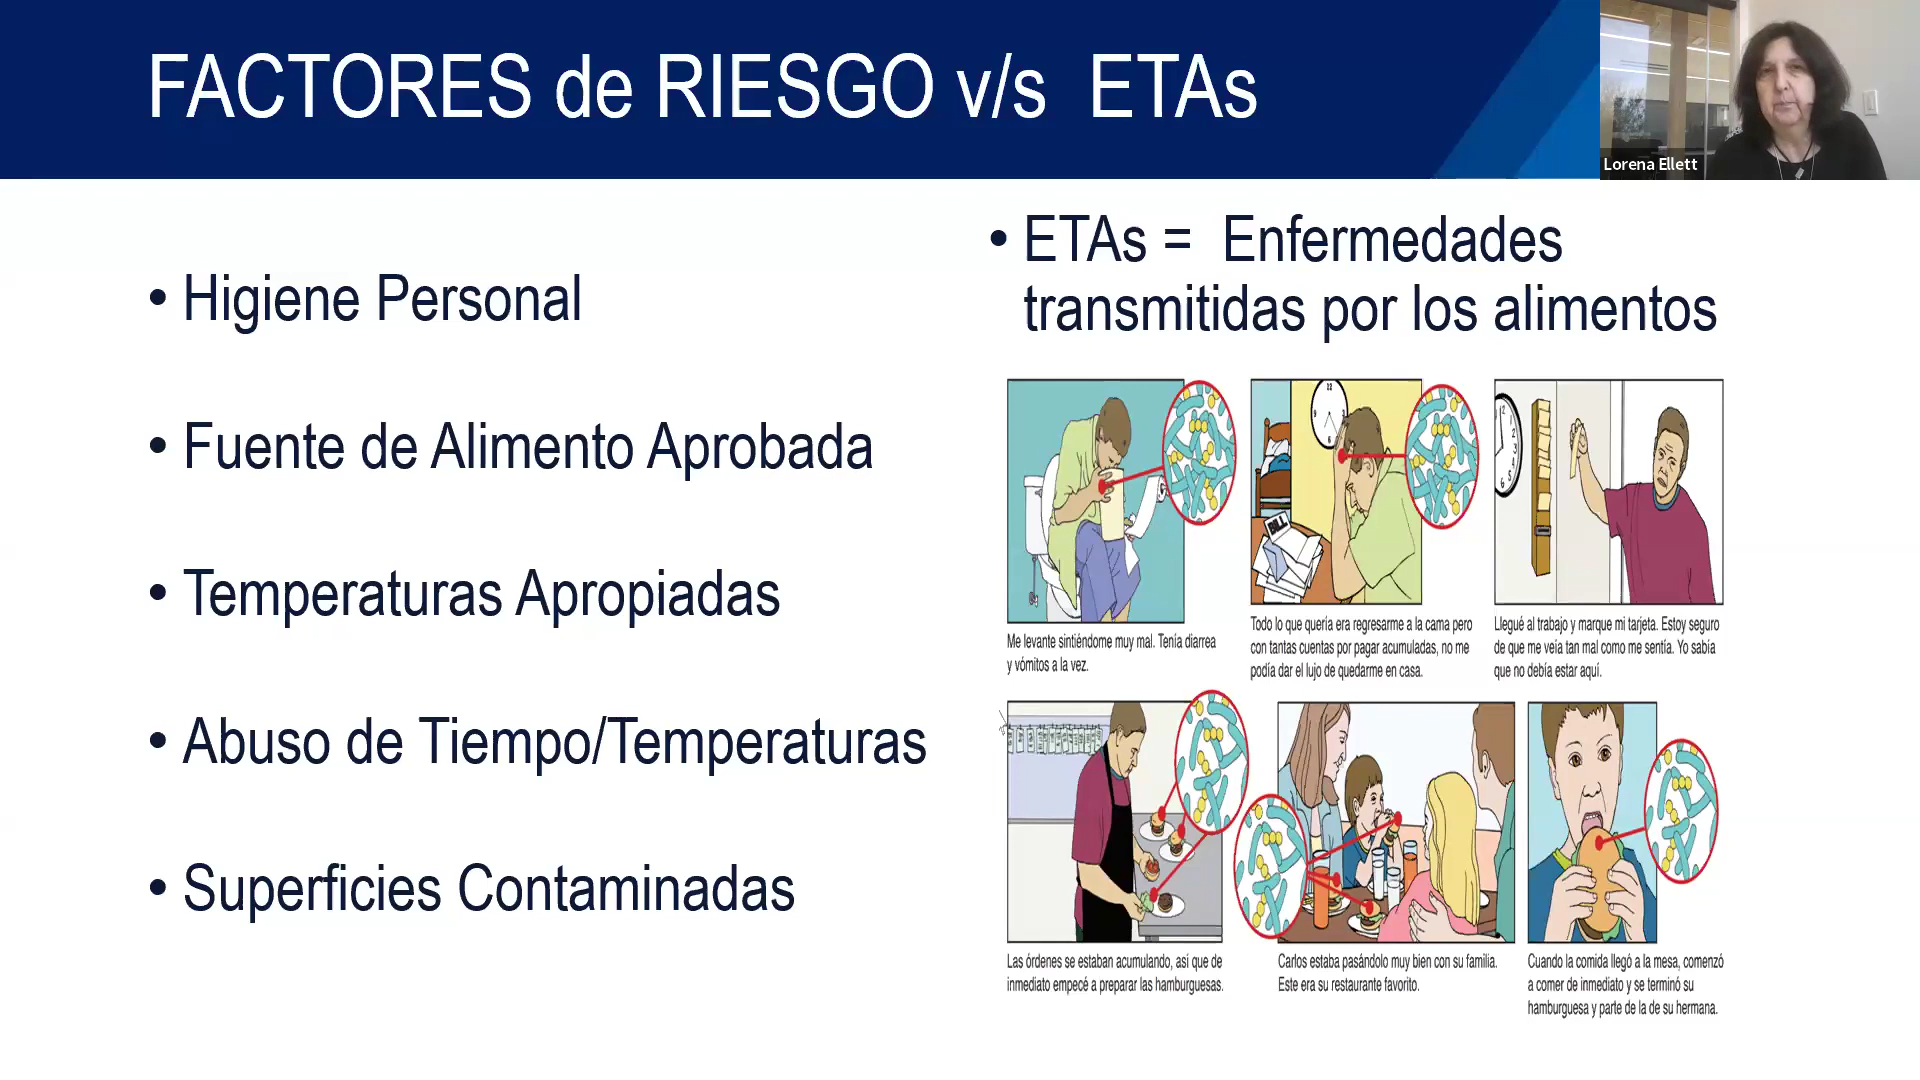 FACTORES de RIESGO v/s ETAs
Lorena Ellett
• Higiene Personal
• Fuente de Alimento Aprobada
• Temperaturas Apropiadas
• Abuso de Tiempo/Temperaturas
• Superficies Contaminadas
• ETAs = Enfermedades
transmitidas por los alimentos
BILL
Me levante sintiéndome muy mal. Tenía diarrea
y vómitos a la vez.
Todo lo que quería era regresarme a la cama pero
con tantas cuentas por pagar acumuladas, no me
podía dar el lujo de quedarme en casa.
Llegué al trabajo y marque mi tarjeta. Estoy seguro
de que me veía tan mal como me sentía. Yo sabía
que no debía estar aquí.
Las órdenes se estaban acumulando, así que de
inmediato empecé a preparar las hamburguesas.
Carlos estaba pasándolo muy bien con su familia.
Este era su restaurante favorito.
Cuando la comida llegó a la mesa, comenzó
a comer de inmediato y se terminó su
hamburguesa y parte de la de su hermana.